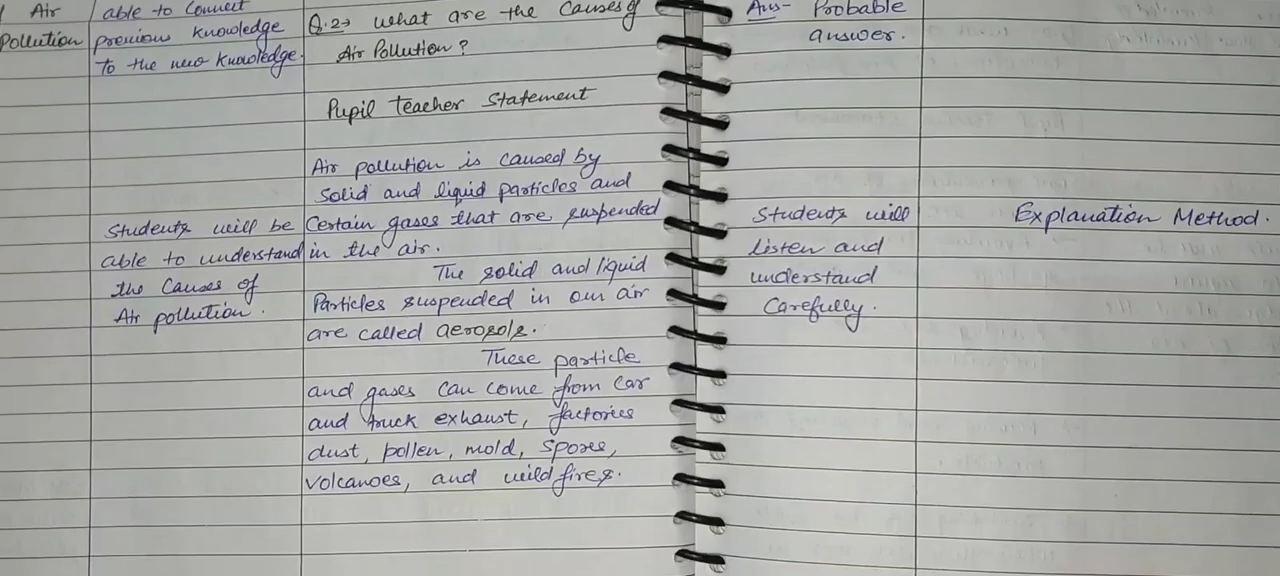 Air
Pollution
able to Connect
previous knowledge
to the new knowledge.
Students will be
able to understand
the Causes of
Air pollution.
Q.2→ What are the Causes of
Air Pollution?
Pupil Teacher Statement
Air pollution is caused by
Solid and liquid particles and
Certain gases that are suspended
in the air.
The solid and liquid
Particles suspended in our air
are called aerosols.
These particle
and gases can come from car
and truck exhaust, factories
dust, pollen, mold, spores,
volcanoes, and wildfires.
Ans- Probable
answer.
Students will
Listen and
understand
Carefully.
Explanation Method.